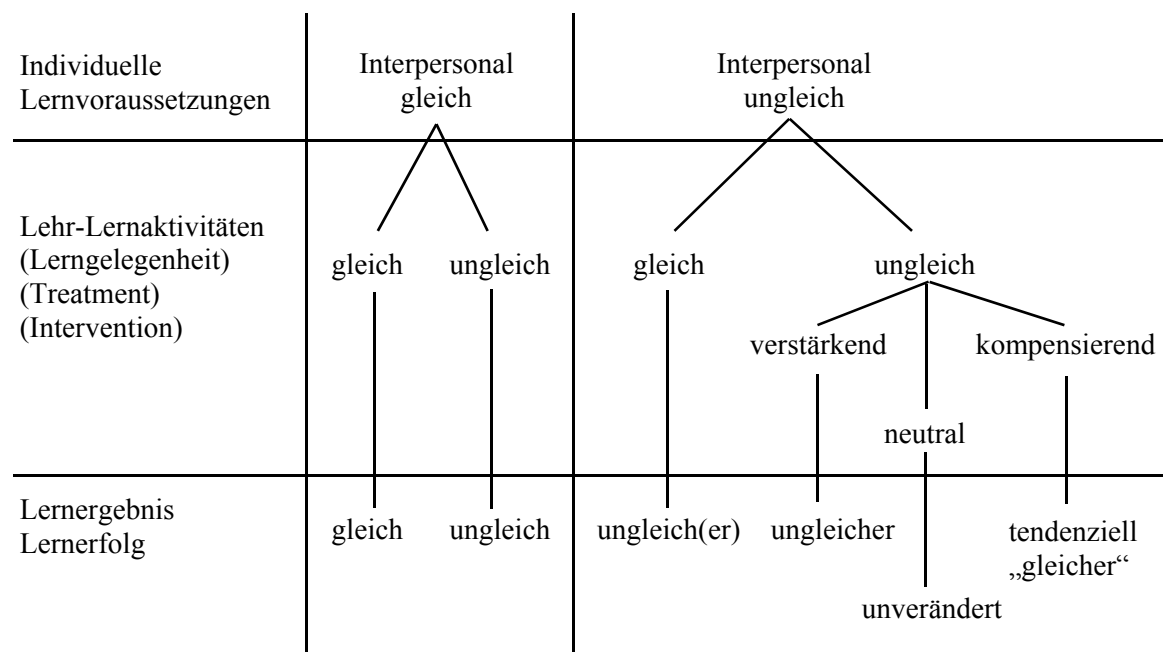 Individuelle
Lernvoraussetzungen
Interpersonal
gleich
Interpersonal
ungleich
Lehr-Lernaktivitäten
(Lerngelegenheit)
(Treatment)
(Intervention)
gleich
ungleich
gleich
ungleich
verstärkend
kompensierend
neutral
Lernergebnis
Lernerfolg
gleich
ungleich
ungleich(er)
ungleicher
tendenziell
„gleicher“
unverändert